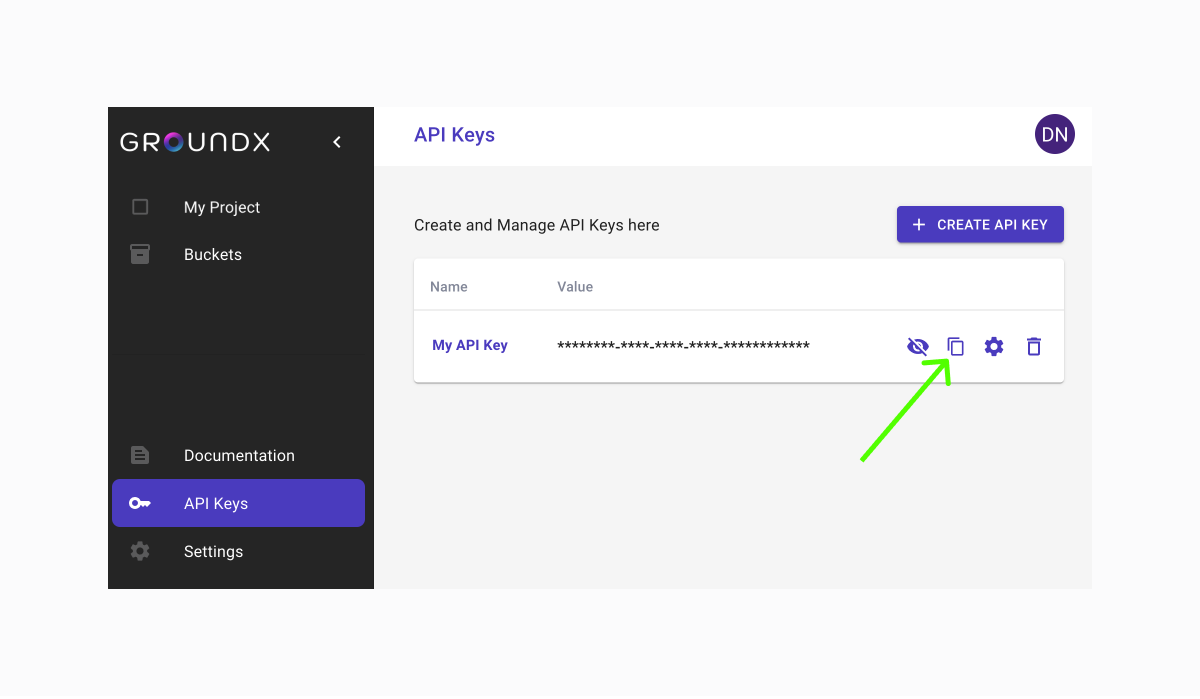 GROUNDX
My Project
Buckets
Documentation
API Keys
Settings
API Keys
DN
Create and Manage API Keys here
CREATE API KEY
Name Value
My API Key ********-****-****-****-************